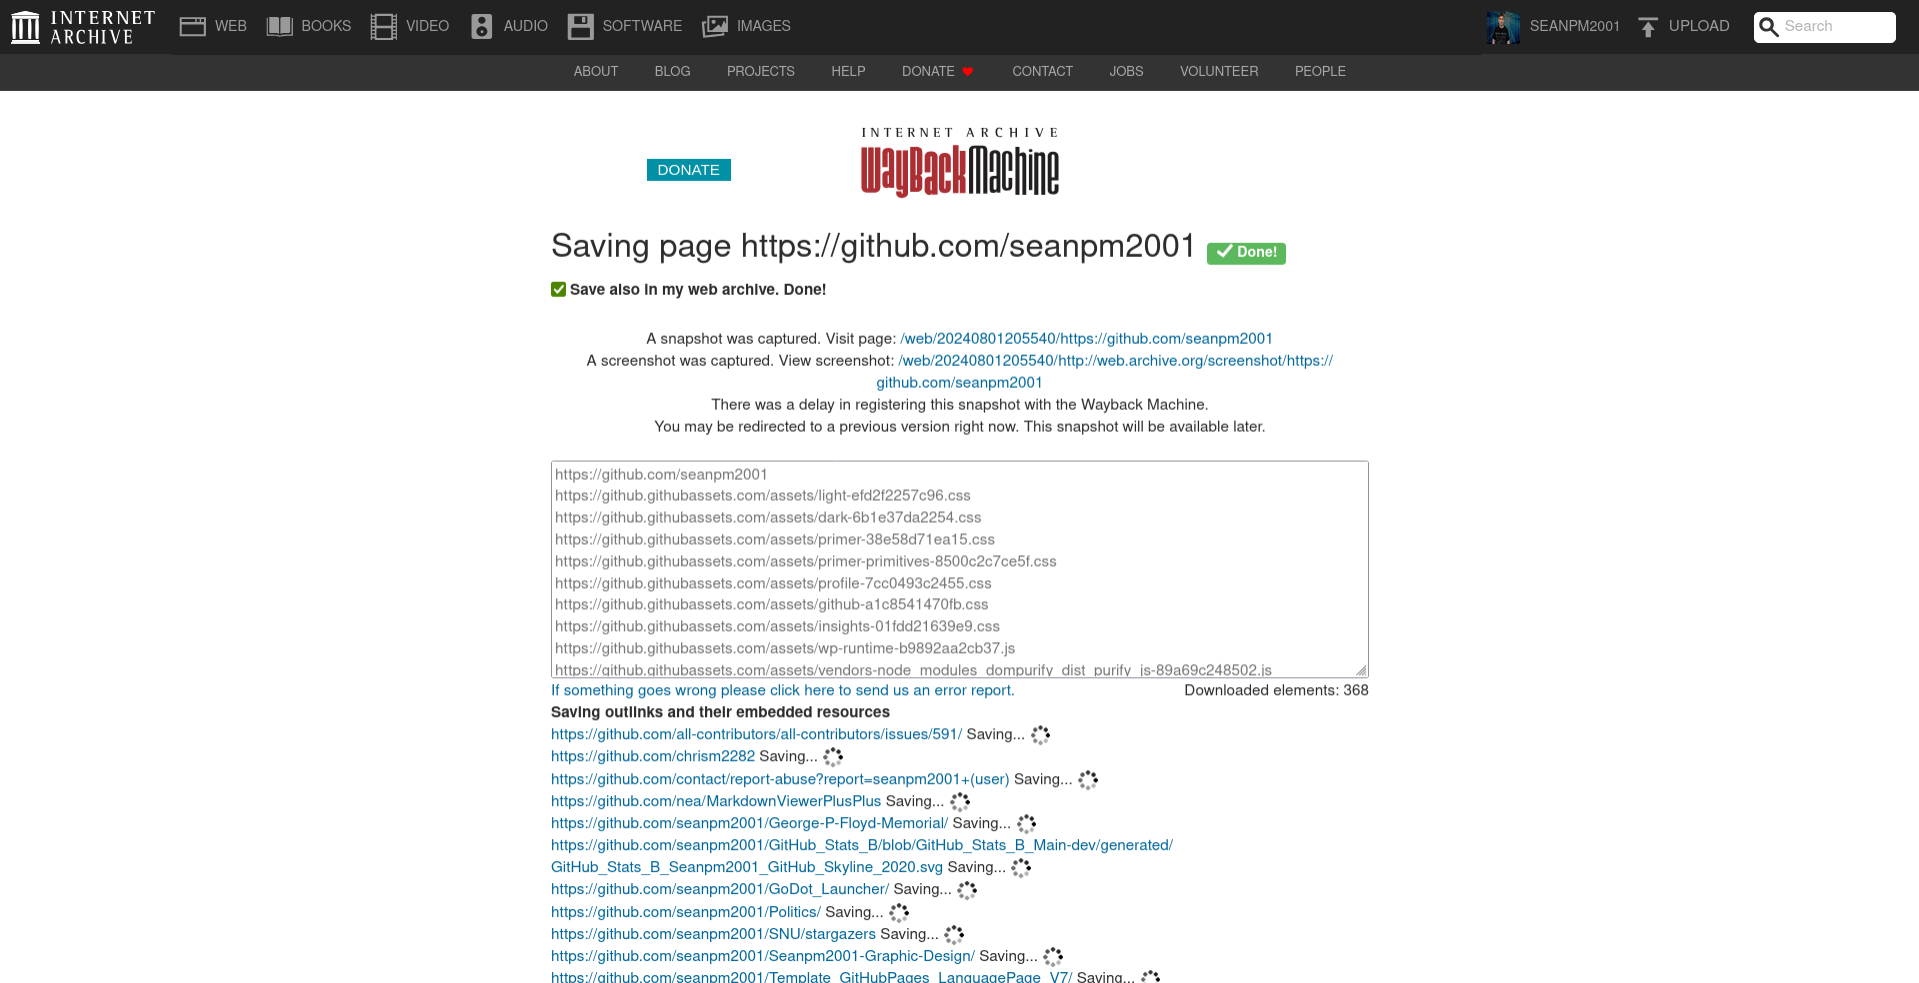 INTERNET ARCHIVE
WEB BOOKS VIDEO AUDIO SOFTWARE IMAGES SEANPM2001 UPLOAD Search
ABOUT BLOG PROJECTS HELP DONATE CONTACT JOBS VOLUNTEER PEOPLE
INTERNET ARCHIVE
WayBackMachine
DONATE
Saving page https://github.com/seanpm2001 Done!
Save also in my web archive. Done!
A snapshot was captured. Visit page: /web/20240801205540/https://github.com/seanpm2001
A screenshot was captured. View screenshot: /web/20240801205540/http://web.archive.org/screenshot/https://
github.com/seanpm2001
There was a delay in registering this snapshot with the Wayback Machine.
You may be redirected to a previous version right now. This snapshot will be available later.
https://github.com/seanpm2001
https://github.githubassets.com/assets/light-efd2f2257c96.css
https://github.githubassets.com/assets/dark-6b1e37da2254.css
https://github.githubassets.com/assets/primer-38e58d71ea15.css
https://github.githubassets.com/assets/primer-primitives-8500c2c7ce5f.css
https://github.githubassets.com/assets/profile-7cc0493c2455.css
https://github.githubassets.com/assets/github-a1c8541470fb.css
https://github.githubassets.com/assets/insights-01fdd21639e9.css
https://github.githubassets.com/assets/wp-runtime-b9892aa2cb37.js
https://github.githubassets.com/assets/vendors-node_modules_dompurify_dist_purify_js-89a69c248502.js
If something goes wrong please click here to send us an error report. Downloaded elements: 368
Saving outlinks and their embedded resources
https://github.com/all-contributors/all-contributors/issues/591/ Saving...
https://github.com/chrism2282 Saving...
https://github.com/contact/report-abuse?report=seanpm2001+(user) Saving...
https://github.com/nea/MarkdownViewerPlusPlus Saving...
https://github.com/seanpm2001/George-P-Floyd-Memorial/ Saving...
https://github.com/seanpm2001/GitHub_Stats_B/blob/GitHub_Stats_B_Main-dev/generated/
GitHub_Stats_B_Seanpm2001_GitHub_Skyline_2020.svg Saving...
https://github.com/seanpm2001/GoDot_Launcher/ Saving...
https://github.com/seanpm2001/Politics/ Saving...
https://github.com/seanpm2001/SNU/stargazers Saving...
https://github.com/seanpm2001/Seanpm2001-Graphic-Design/ Saving...
https://github.com/seanpm2001/Template_GitHubPages_LanguagePage_V7/ Saving...